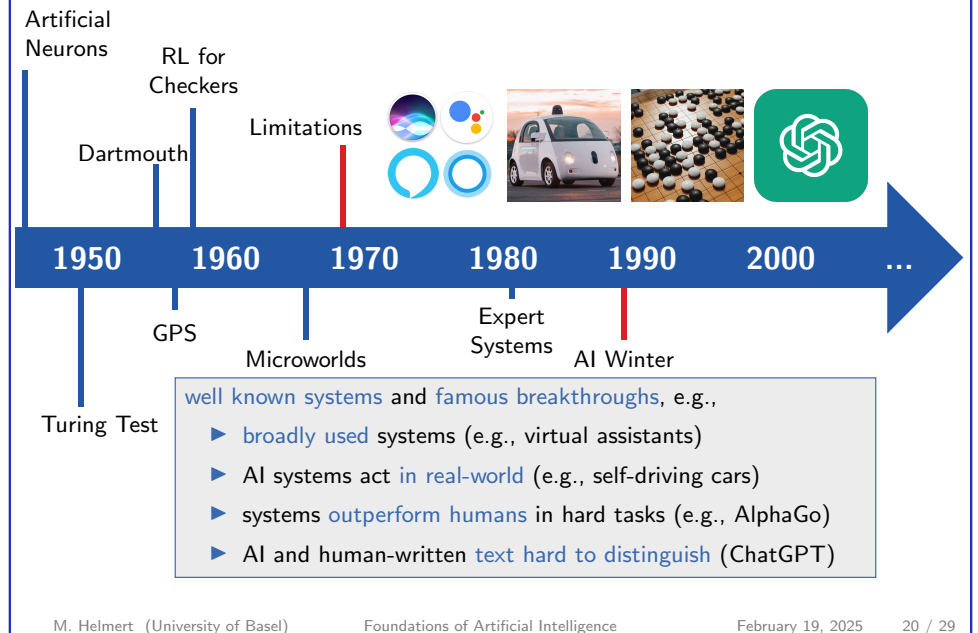 Artificial
Neurons
RL for
Checkers
Limitations
Dartmouth
1950 1960 1970 1980 1990 2000 ...
GPS
Expert
Systems
Microworlds
AI Winter
Turing Test
well known systems and famous breakthroughs, e.g.,
▶ broadly used systems (e.g., virtual assistants)
▶ AI systems act in real-world (e.g., self-driving cars)
▶ systems outperform humans in hard tasks (e.g., AlphaGo)
▶ AI and human-written text hard to distinguish (ChatGPT)
M. Helmert (University of Basel) Foundations of Artificial Intelligence February 19, 2025 20 / 29